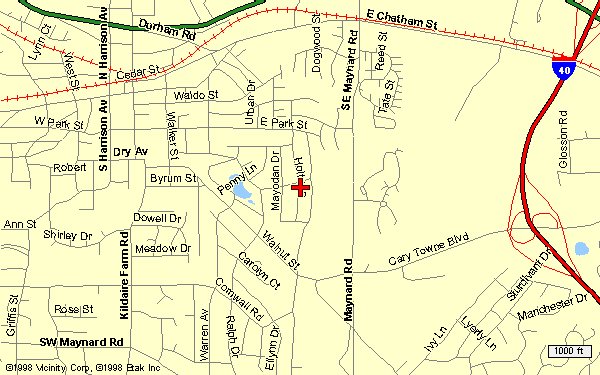 E Chatham St
Durham Rd
N Harrison Av
Lynn Ct
West St
Dogwood St
SE Maynard Rd
Reed St
Tate St
40
Cedar St
Waldo St
Urban Dr
W Park St
E Park St
S Harrison Av
Walker St
Glosson Rd
Dry Av
Robert
Byrum St
Penny Ln
Mayodan Dr
Ann St
Shirley Dr
Dowell Dr
Meadow Dr
Walnut St
Cary Towne Blvd
Kildaire Farm Rd
Carolyn Ct
Maynard Rd
Sturdivant Dr
Manchester Dr
Griffis St
Rose St
Cornwall Rd
Warren Av
Ralph Dr
Ellynn Dr
Ivy Ln
Lyerly Ln
SW Maynard Rd
1000 ft
©1998 Vicinity Corp, ©1998 Etak Inc